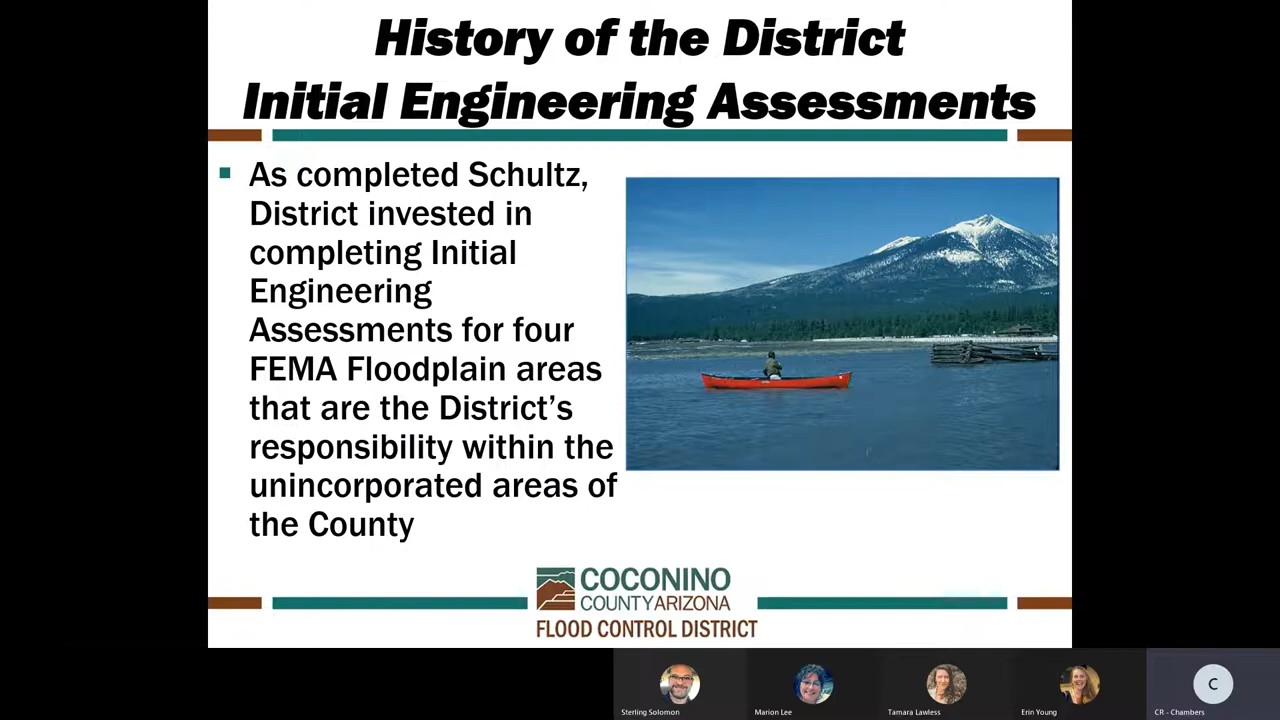 History of the District
Initial Engineering Assessments
As completed Schultz,
District invested in
completing Initial
Engineering
Assessments for four
FEMA Floodplain areas
that are the District's
responsibility within the
unincorporated areas of
the County
COCONINO
COUNTYARIZONA
FLOOD CONTROL DISTRICT
C
Sterling Solomon
Marion Lee
Tamara Lawless
Erin Young
CR - Chambers